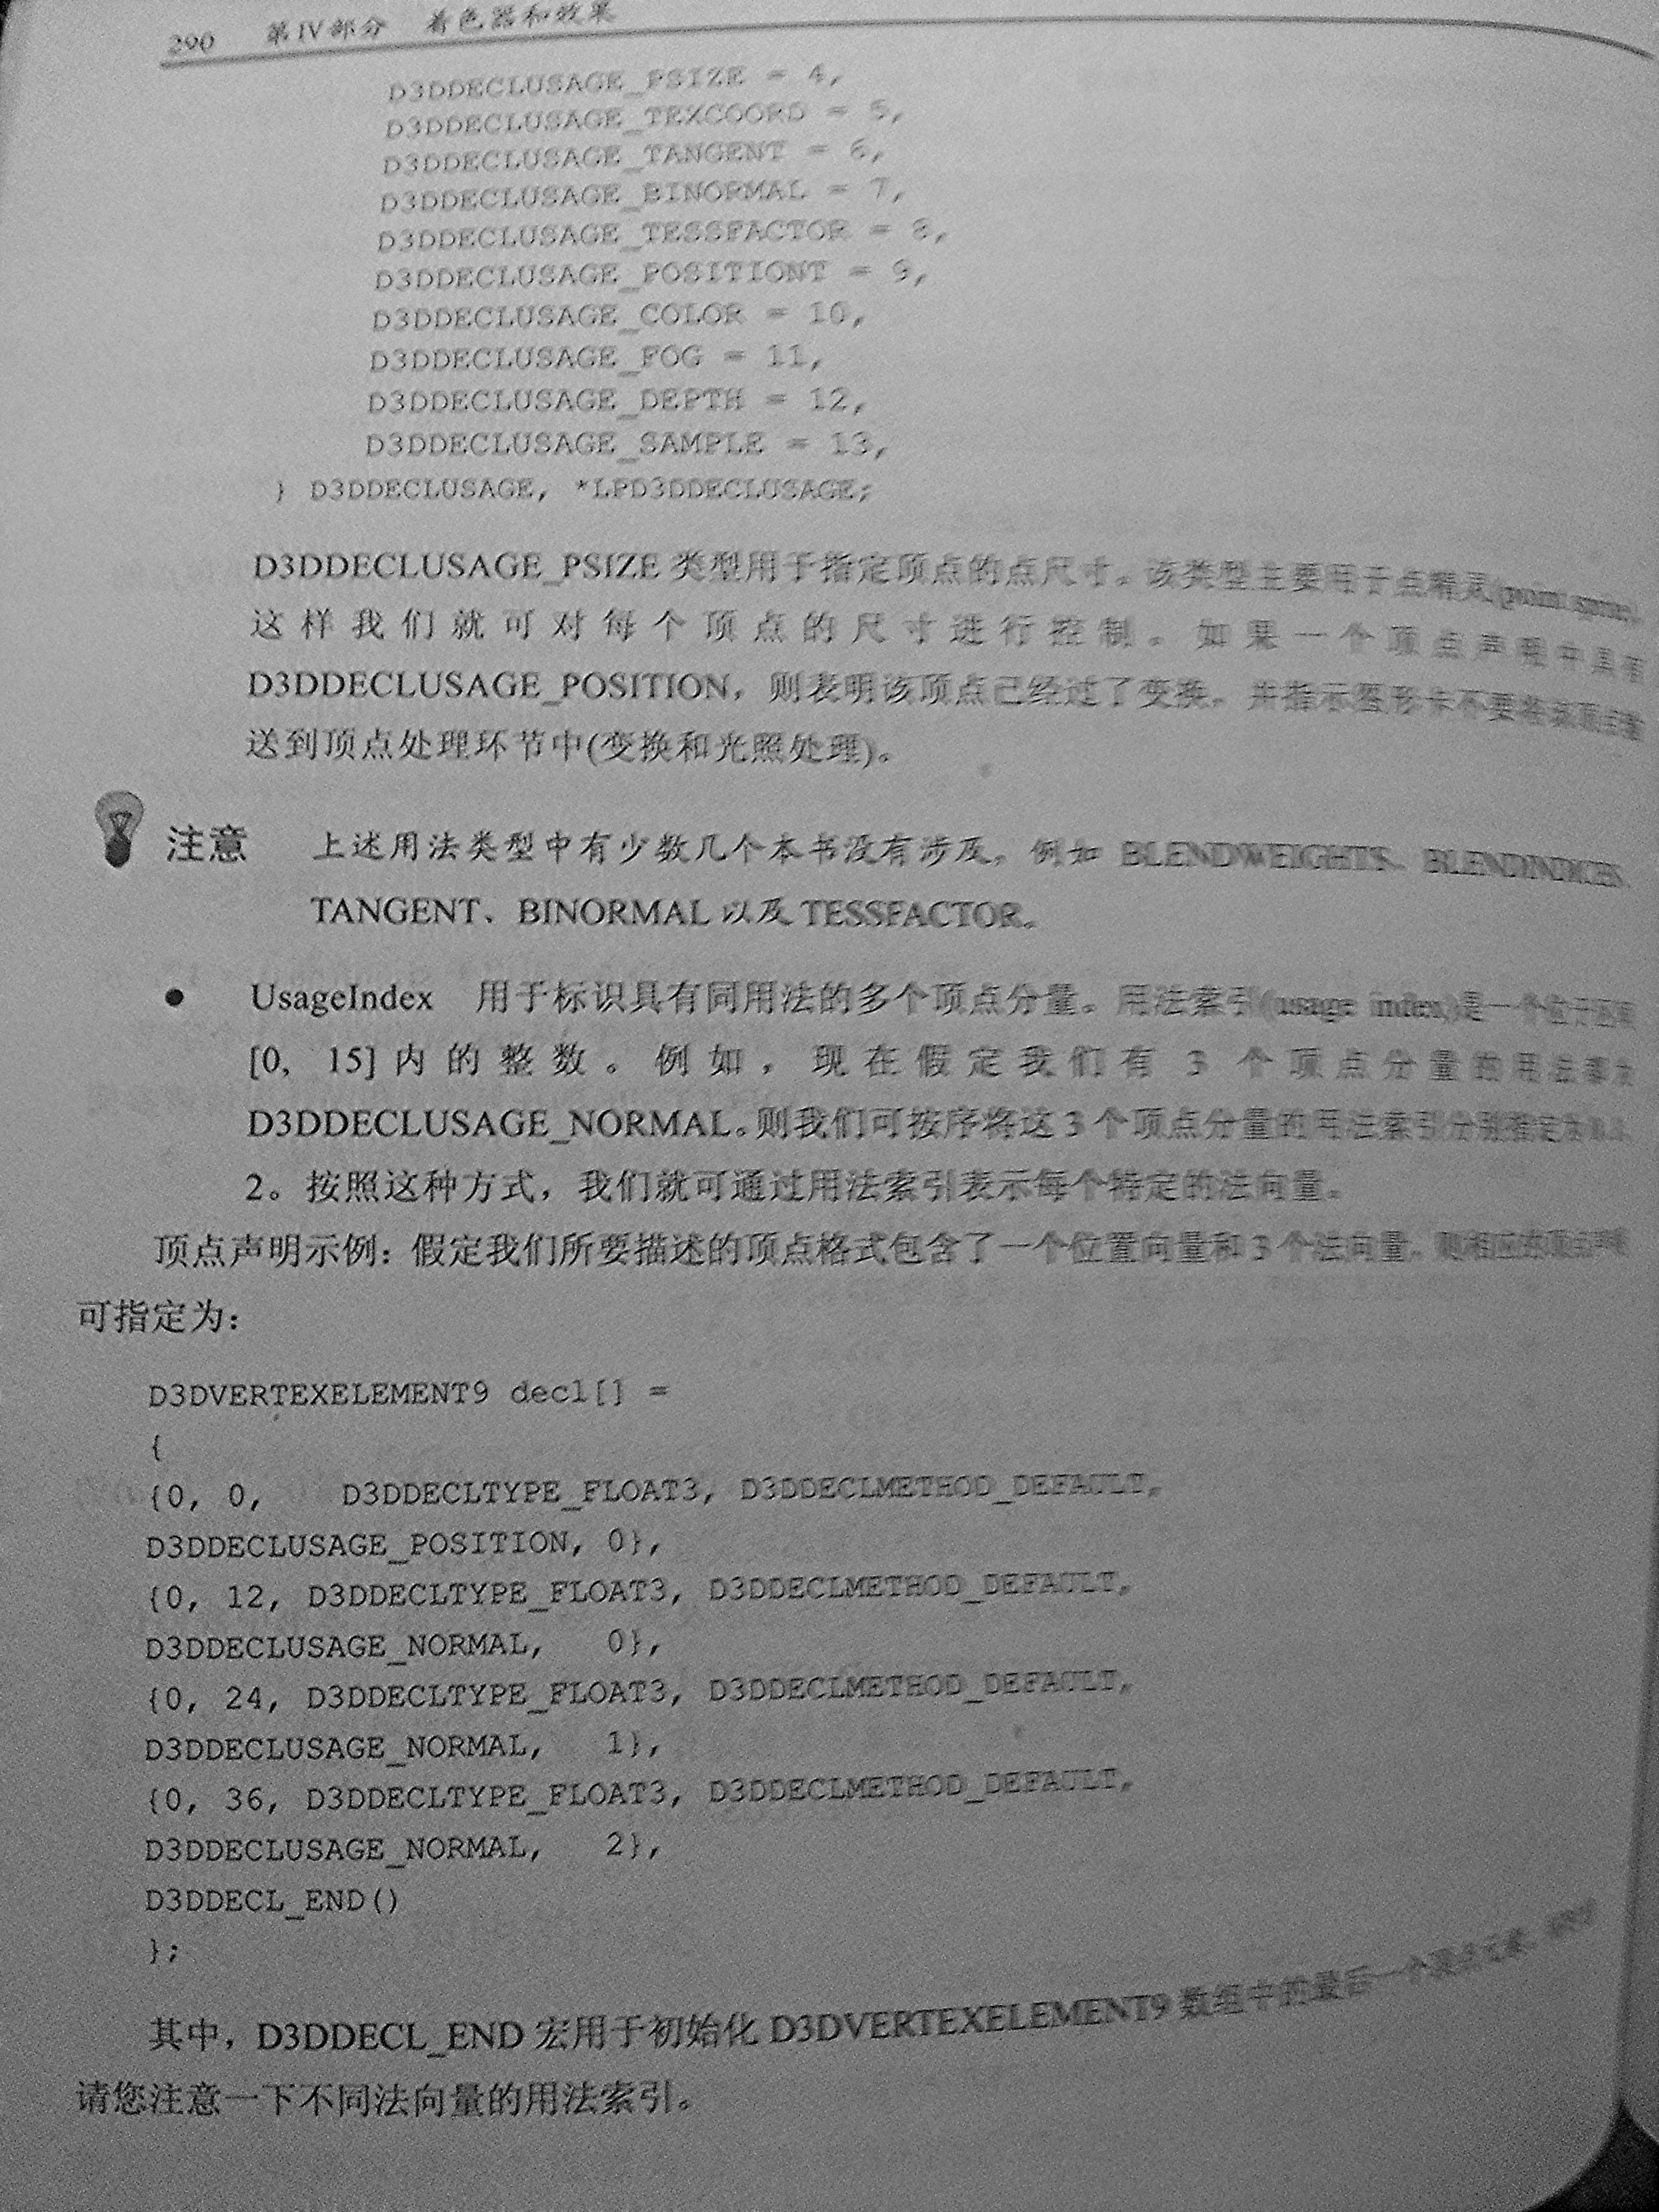 290 第IV部分 着色器和效果
D3DDECLUSAGE_PSIZE = 4,
D3DDECLUSAGE_TEXCOORD = 5,
D3DDECLUSAGE_TANGENT = 6,
D3DDECLUSAGE_BINORMAL = 7,
D3DDECLUSAGE_TESSFACTOR = 8,
D3DDECLUSAGE_POSITIONT = 9,
D3DDECLUSAGE_COLOR = 10,
D3DDECLUSAGE_FOG = 11,
D3DDECLUSAGE_DEPTH = 12,
D3DDECLUSAGE_SAMPLE = 13,
} D3DDECLUSAGE, *LPD3DDECLUSAGE;
D3DDECLUSAGE_PSIZE 类型用于指定顶点的点尺寸。该类型主要用于点精灵(point sprite),
这样我们就可对每个顶点的尺寸进行控制。如果一个顶点声明中具有
D3DDECLUSAGE_POSITION，则表明该顶点已经过了变换，并指示图形卡不要将该顶点
送到顶点处理环节中(变换和光照处理)。
注意 上述用法类型中有少数几个本书没有涉及，例如 BLENDWEIGHTS、BLENDINDICES
TANGENT、BINORMAL 以及 TESSFACTOR。
● UsageIndex 用于标识具有同用法的多个顶点分量。用法索引(usage index)是一个位于区间
[0, 15] 内的整数。例如，现在假定我们有 3 个顶点分量的用法都为
D3DDECLUSAGE_NORMAL。则我们可按序将这 3 个顶点分量的用法索引分别指定为
2。按照这种方式，我们就可通过用法索引表示每个特定的法向量。
顶点声明示例：假定我们所要描述的顶点格式包含了一个位置向量和 3 个法向量，则相应的顶点声明
可指定为：
D3DVERTEXELEMENT9 decl[] =
{
{0, 0, D3DDECLTYPE_FLOAT3, D3DDECLMETHOD_DEFAULT,
D3DDECLUSAGE_POSITION, 0},
{0, 12, D3DDECLTYPE_FLOAT3, D3DDECLMETHOD_DEFAULT,
D3DDECLUSAGE_NORMAL, 0},
{0, 24, D3DDECLTYPE_FLOAT3, D3DDECLMETHOD_DEFAULT,
D3DDECLUSAGE_NORMAL, 1},
{0, 36, D3DDECLTYPE_FLOAT3, D3DDECLMETHOD_DEFAULT,
D3DDECLUSAGE_NORMAL, 2},
D3DDECL_END()
};
其中，D3DDECL_END 宏用于初始化 D3DVERTEXELEMENT9 数组中的最后一个顶点元素。
请您注意一下不同法向量的用法索引。